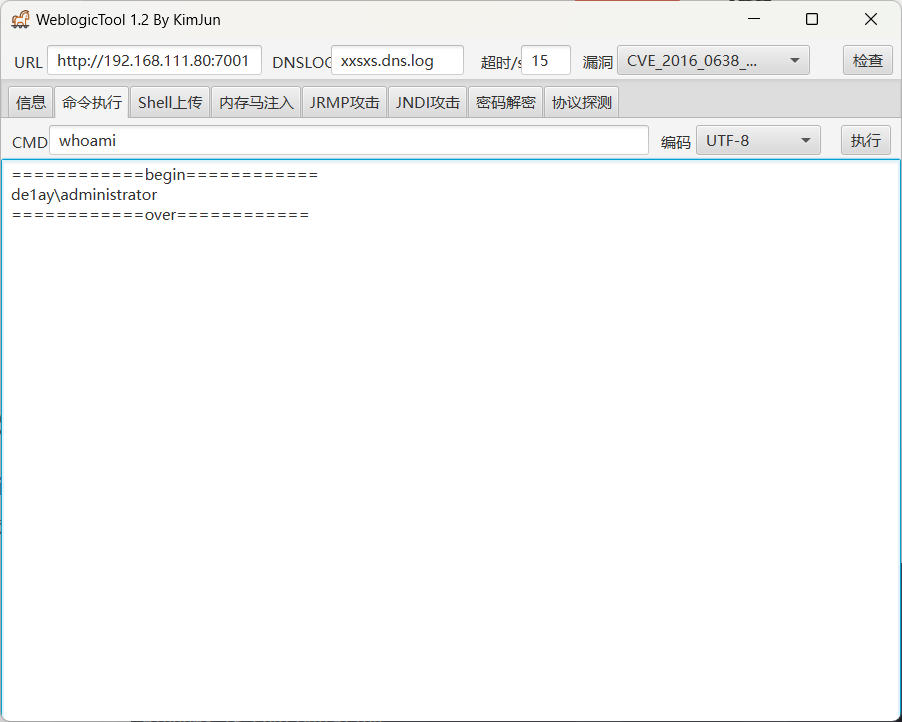 WeblogicTool 1.2 By KimJun
URL http://192.168.111.80:7001 DNSLOG xxsxs.dns.log 超时/s 15 漏洞 CVE_2016_0638_... 检查
信息 命令执行 Shell上传 内存马注入 JRMP攻击 JNDI攻击 密码解密 协议探测
CMD whoami 编码 UTF-8 执行
============begin============
de1ay\administrator
============over============